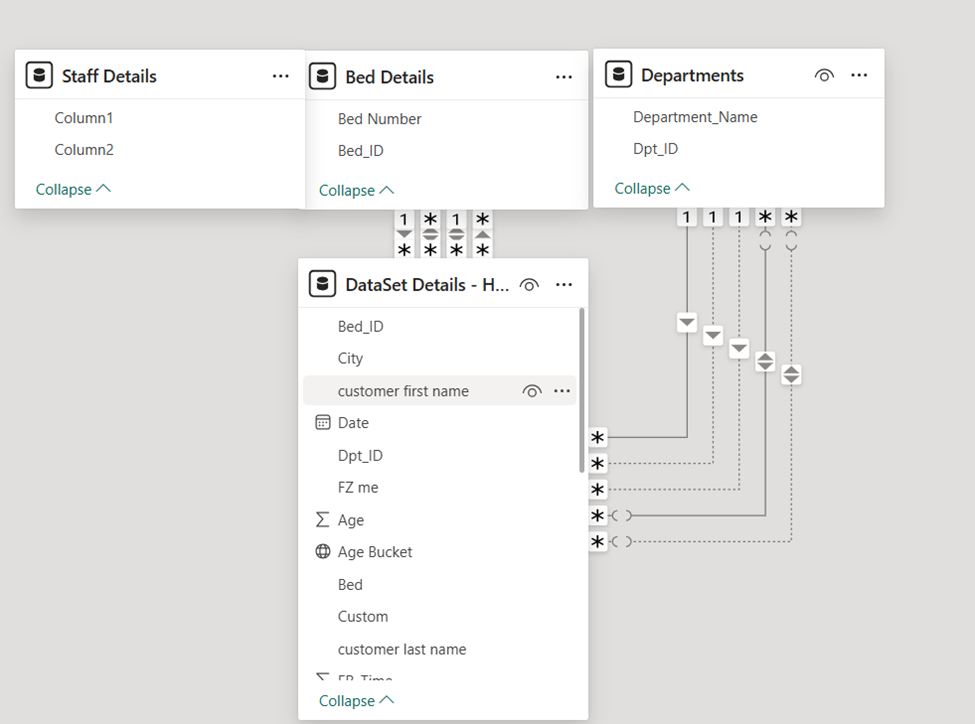 Staff Details ...
Column1
Column2
Collapse
Bed Details ...
Bed Number
Bed_ID
Collapse
Departments ...
Department_Name
Dpt_ID
Collapse
1 * 1 *
* * * *
1 1 1 * *
DataSet Details - H... ...
Bed_ID
City
customer first name ...
Date
Dpt_ID
FZ me
Σ Age
Age Bucket
Bed
Custom
customer last name
Collapse
*
*
*
*
*